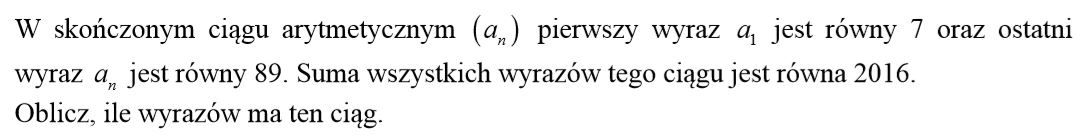 W skończonym ciągu arytmetycznym (aₙ) pierwszy wyraz a₁ jest równy 7 oraz ostatni
wyraz aₙ jest równy 89. Suma wszystkich wyrazów tego ciągu jest równa 2016.
Oblicz, ile wyrazów ma ten ciąg.